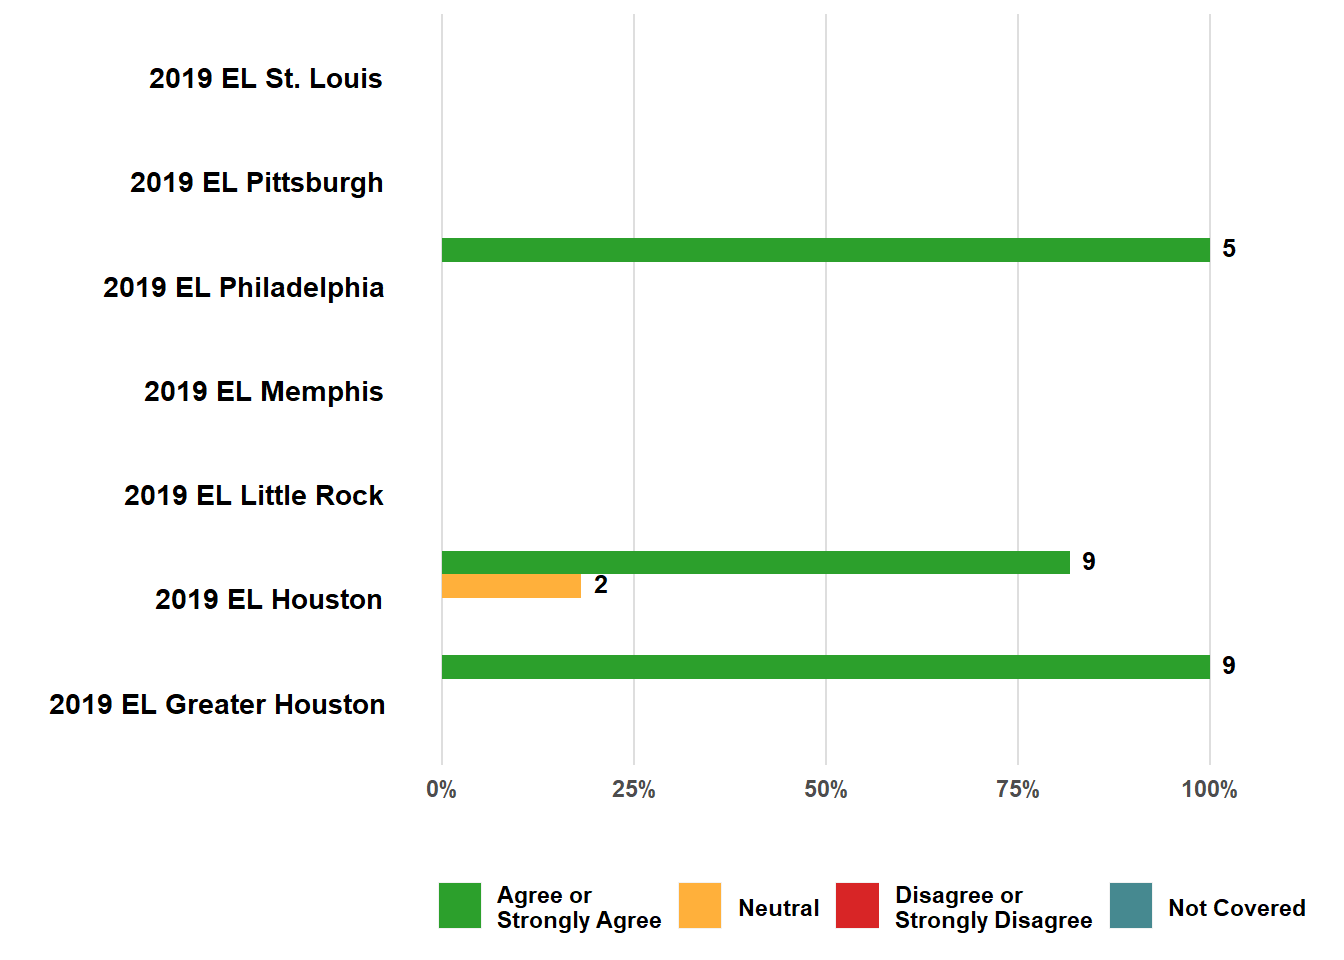 2019 EL St. Louis
2019 EL Pittsburgh
5
2019 EL Philadelphia
2019 EL Memphis
2019 EL Little Rock
9
2
2019 EL Houston
9
2019 EL Greater Houston
0% 25% 50% 75% 100%
Agree or
Strongly Agree
Neutral
Disagree or
Strongly Disagree
Not Covered